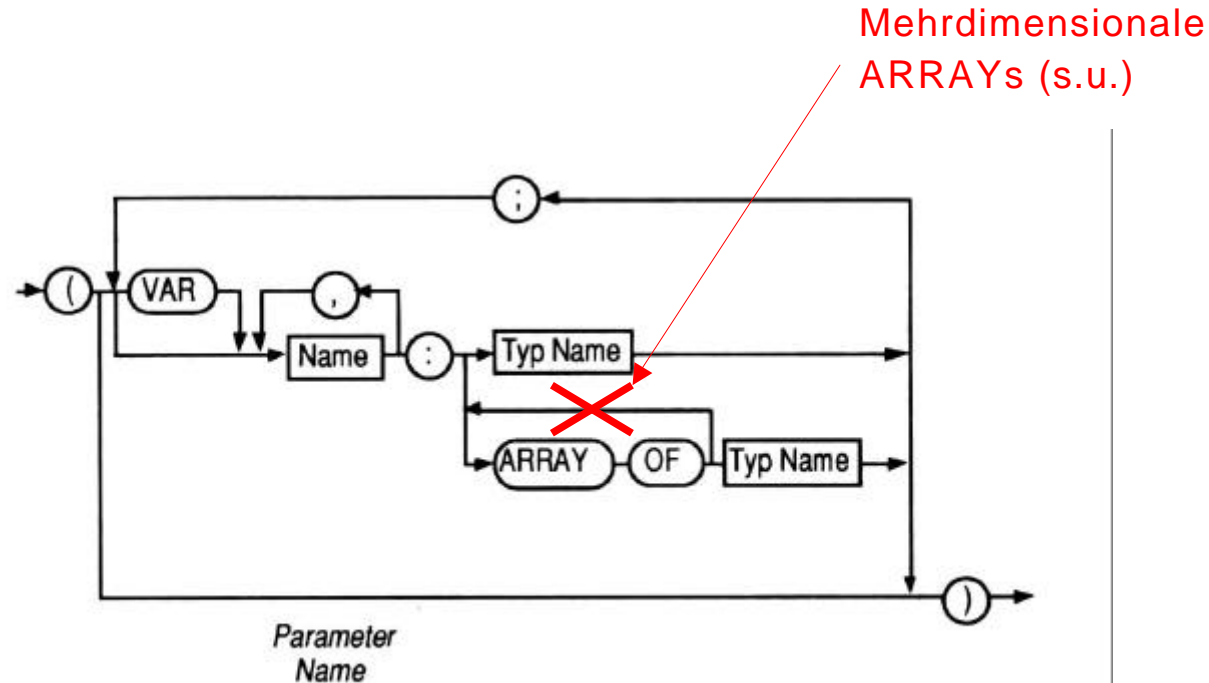 Mehrdimensionale
ARRAYs (s.u.)
;
( VAR ,
Name : Typ Name
ARRAY OF Typ Name
)
Parameter
Name